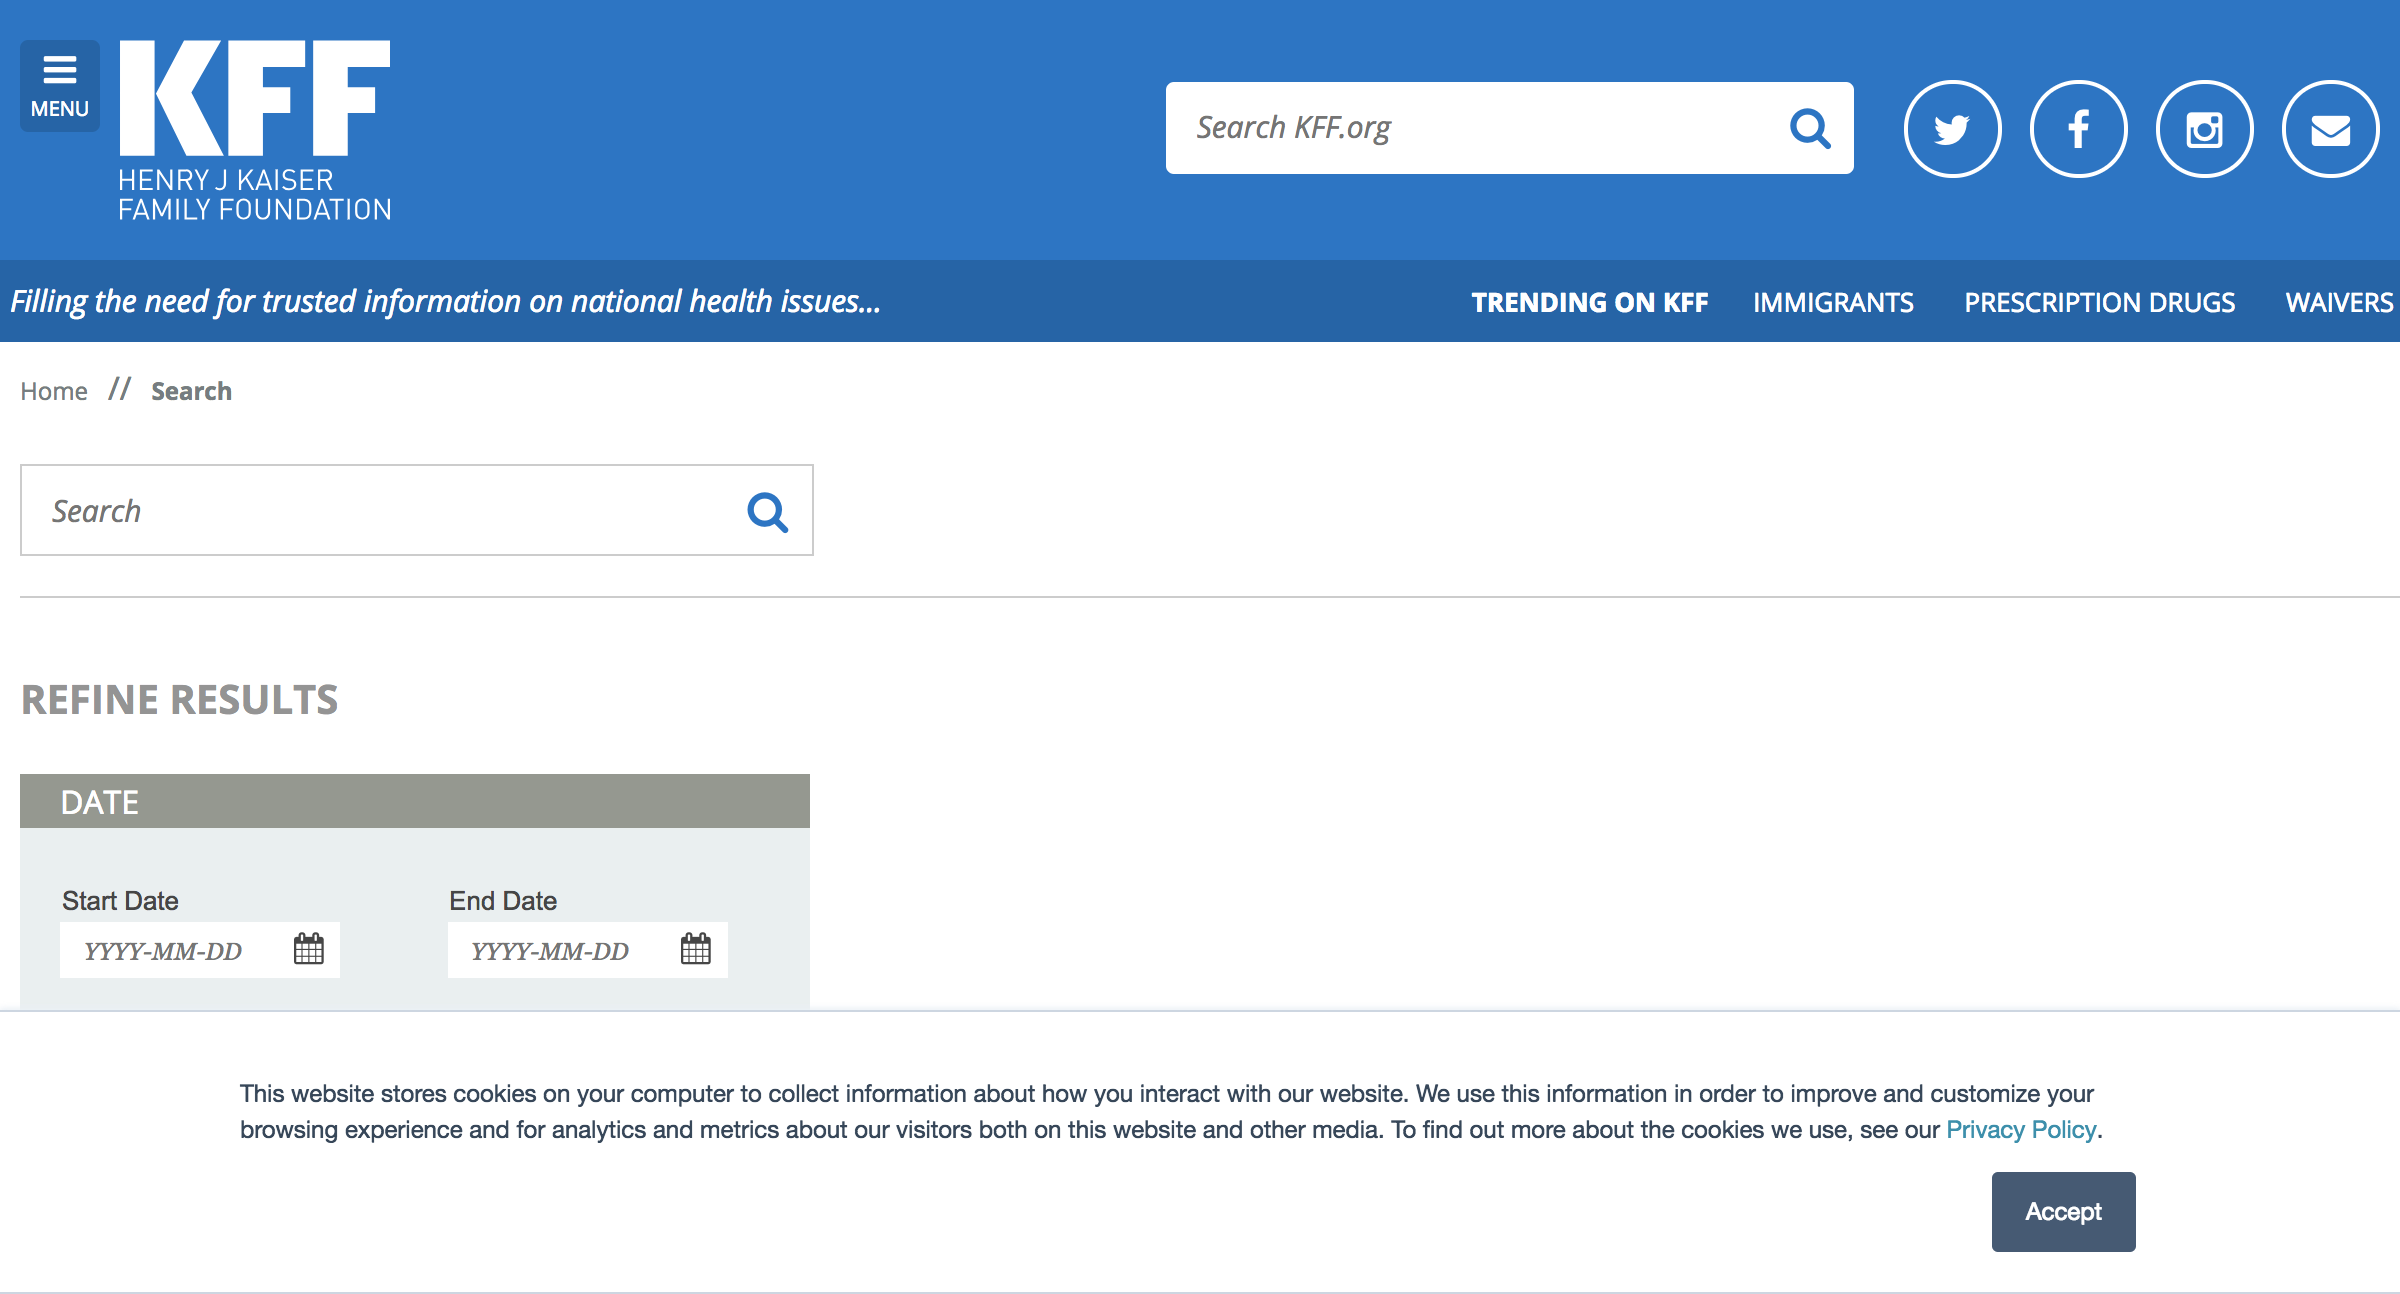 MENU
KFF
HENRY J KAISER
FAMILY FOUNDATION
Search KFF.org
Filling the need for trusted information on national health issues...
TRENDING ON KFF IMMIGRANTS PRESCRIPTION DRUGS WAIVERS
Home // Search
Search
REFINE RESULTS
DATE
Start Date End Date
YYYY-MM-DD YYYY-MM-DD
This website stores cookies on your computer to collect information about how you interact with our website. We use this information in order to improve and customize your
browsing experience and for analytics and metrics about our visitors both on this website and other media. To find out more about the cookies we use, see our Privacy Policy.
Accept